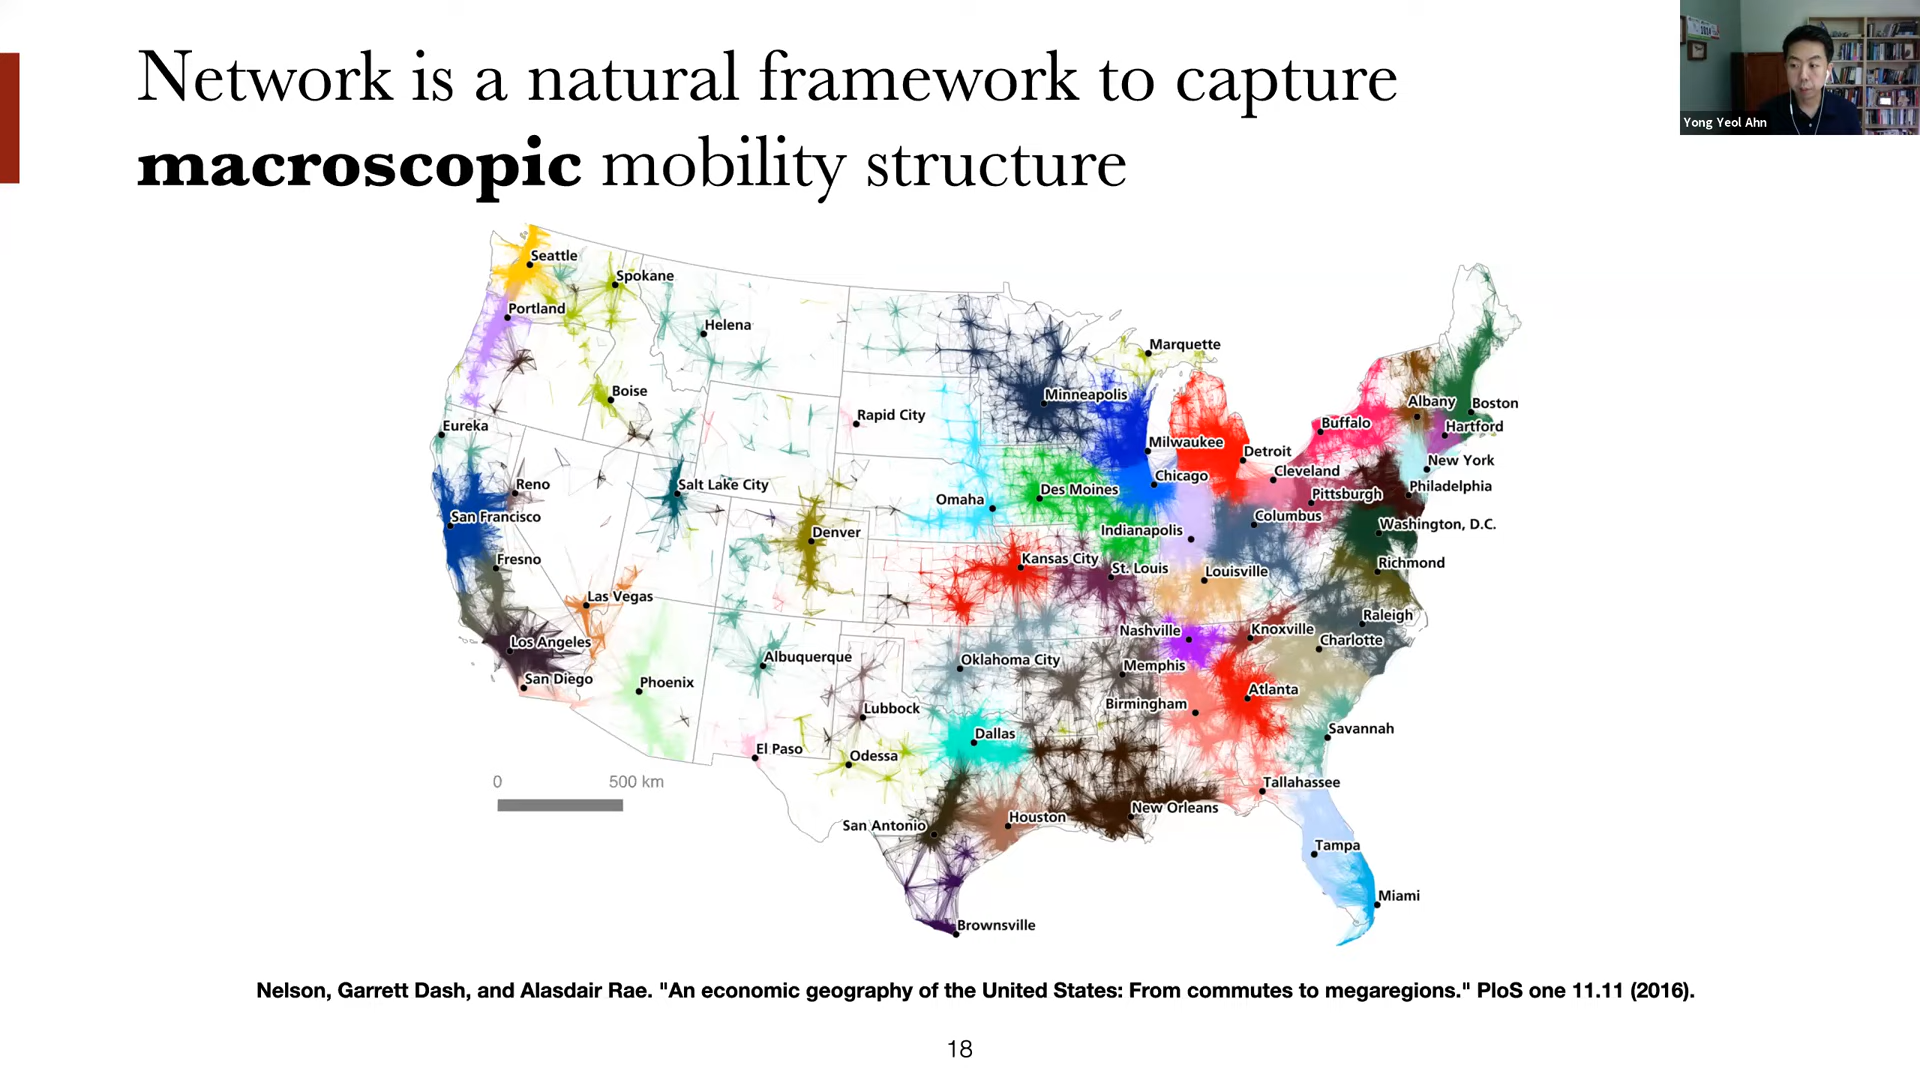 Network is a natural framework to capture
macroscopic mobility structure
Yong Yeol Ahn
Seattle
Spokane
Portland
Helena
Marquette
Boise
Minneapolis
Rapid City
Albany
Boston
Eureka
Buffalo
Hartford
Milwaukee
Detroit
New York
Reno
Salt Lake City
Cleveland
Chicago
Des Moines
Omaha
Pittsburgh
Philadelphia
San Francisco
Denver
Columbus
Washington, D.C.
Indianapolis
Fresno
Kansas City
St. Louis
Louisville
Richmond
Las Vegas
Raleigh
Los Angeles
Nashville
Knoxville
Charlotte
Albuquerque
Oklahoma City
Memphis
San Diego
Phoenix
Atlanta
Lubbock
Birmingham
Dallas
Savannah
El Paso
Odessa
0
500 km
Tallahassee
San Antonio
Houston
New Orleans
Tampa
Miami
Brownsville
Nelson, Garrett Dash, and Alasdair Rae. "An economic geography of the United States: From commutes to megaregions." PloS one 11.11 (2016).
18